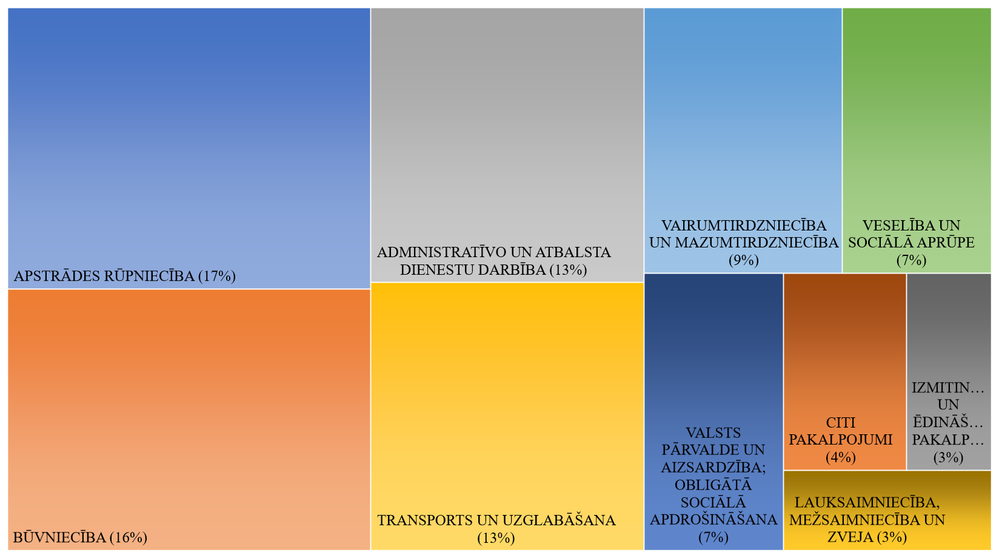 APSTRĀDES RŪPNIECĪBA (17%)
BŪVNIECĪBA (16%)
ADMINISTRATĪVO UN ATBALSTA
DIENESTU DARBĪBA (13%)
TRANSPORTS UN UZGLABĀŠANA
(13%)
VAIRUMTIRDZNIECĪBA
UN MAZUMTIRDZNIECĪBA
(9%)
VESELĪBA UN
SOCIĀLĀ APRŪPE
(7%)
VALSTS
PĀRVALDE UN
AIZSARDZĪBA;
OBLIGĀTĀ
SOCIĀLĀ
APDROŠINĀŠANA
(7%)
CITI
PAKALPOJUMI
(4%)
IZMITIN…
UN
ĒDINĀŠ…
PAKALP…
(3%)
LAUKSAIMNIECĪBA,
MEŽSAIMNIECĪBA UN
ZVEJA (3%)